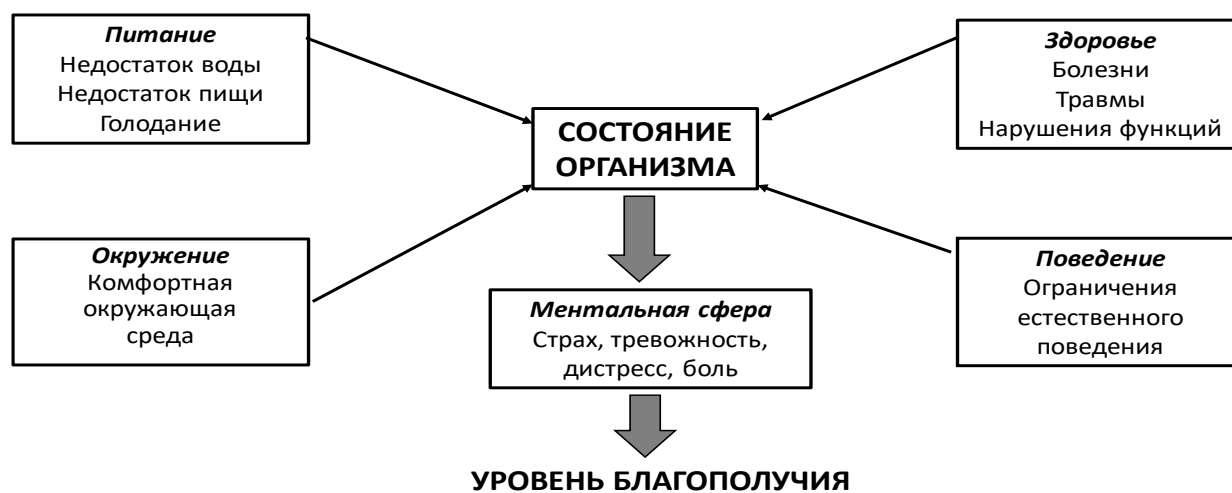 Питание
Недостаток воды
Недостаток пищи
Голодание
Здоровье
Болезни
Травмы
Нарушения функций
СОСТОЯНИЕ
ОРГАНИЗМА
Окружение
Комфортная
окружающая
среда
Поведение
Ограничения
естественного
поведения
Ментальная сфера
Страх, тревожность,
дистресс, боль
УРОВЕНЬ БЛАГОПОЛУЧИЯ